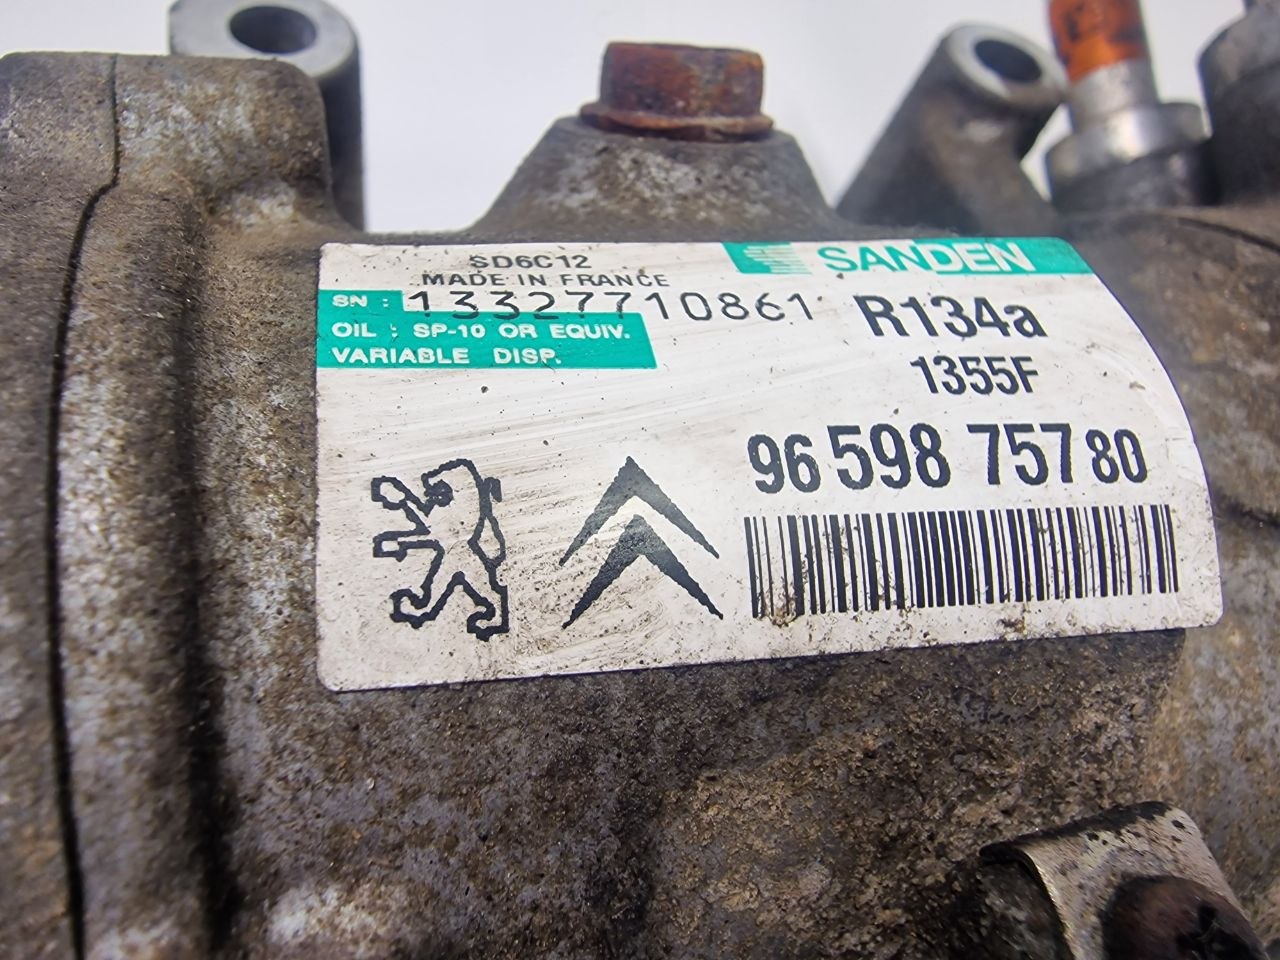 SD6C12
MADE IN FRANCE
SANDEN
SN : 13327710861
R134a
OIL : SP-10 OR EQUIV.
VARIABLE DISP.
1355F
96 598 757 80